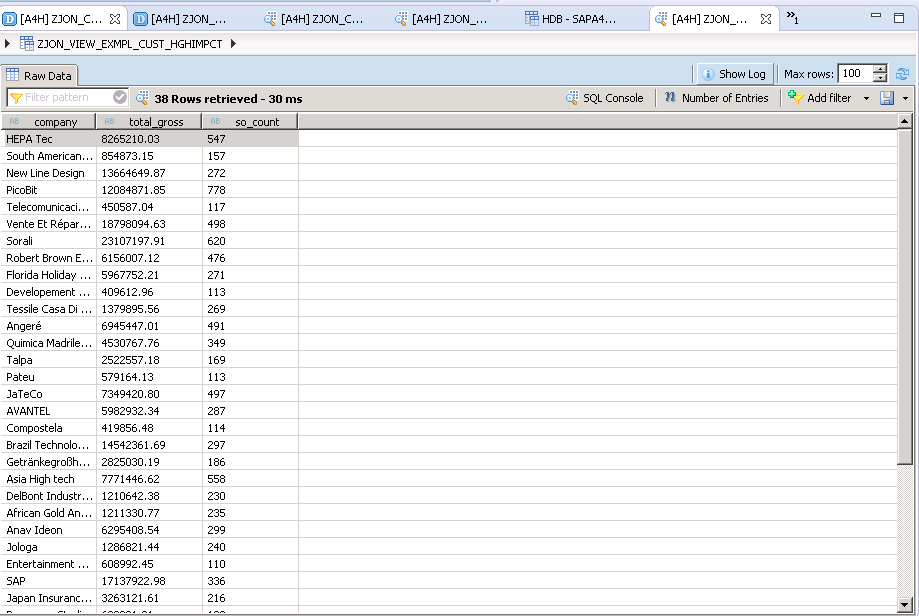 [A4H] ZJON_... [A4H] ZJON_... [A4H] ZJON_C... [A4H] ZJON_... HDB - SAPA4... [A4H] ZJON_... »1
ZJON_VIEW_EXMPL_CUST_HGHIMPCT
Raw Data Show Log Max rows: 100
Filter pattern 38 Rows retrieved - 30 ms SQL Console Number of Entries Add filter
AB company AB total_gross AB so_count
HEPA Tec 8265210.03 547
South American... 854873.15 157
New Line Design 13664649.87 272
PicoBit 12084871.85 778
Telecomunicaci... 450587.04 117
Vente Et Répar... 18798094.63 498
Sorali 23107197.91 620
Robert Brown E... 6156007.12 476
Florida Holiday ... 5967752.21 271
Developement ... 409612.96 113
Tessile Casa Di ... 1379895.56 269
Angeré 6945447.01 491
Quimica Madrile... 4530767.76 349
Talpa 2522557.18 169
Pateu 579164.13 113
JaTeCo 7349420.80 497
AVANTEL 5982932.34 287
Compostela 419856.48 114
Brazil Technolo... 14542361.69 297
Getränkegroßh... 2825030.19 186
Asia High tech 7771446.62 558
DelBont Industr... 1210642.38 230
African Gold An... 1211330.77 235
Anav Ideon 6295408.54 299
Jologa 1286821.44 240
Entertainment ... 608992.45 110
SAP 17137922.98 336
Japan Insuranc... 3263121.61 216